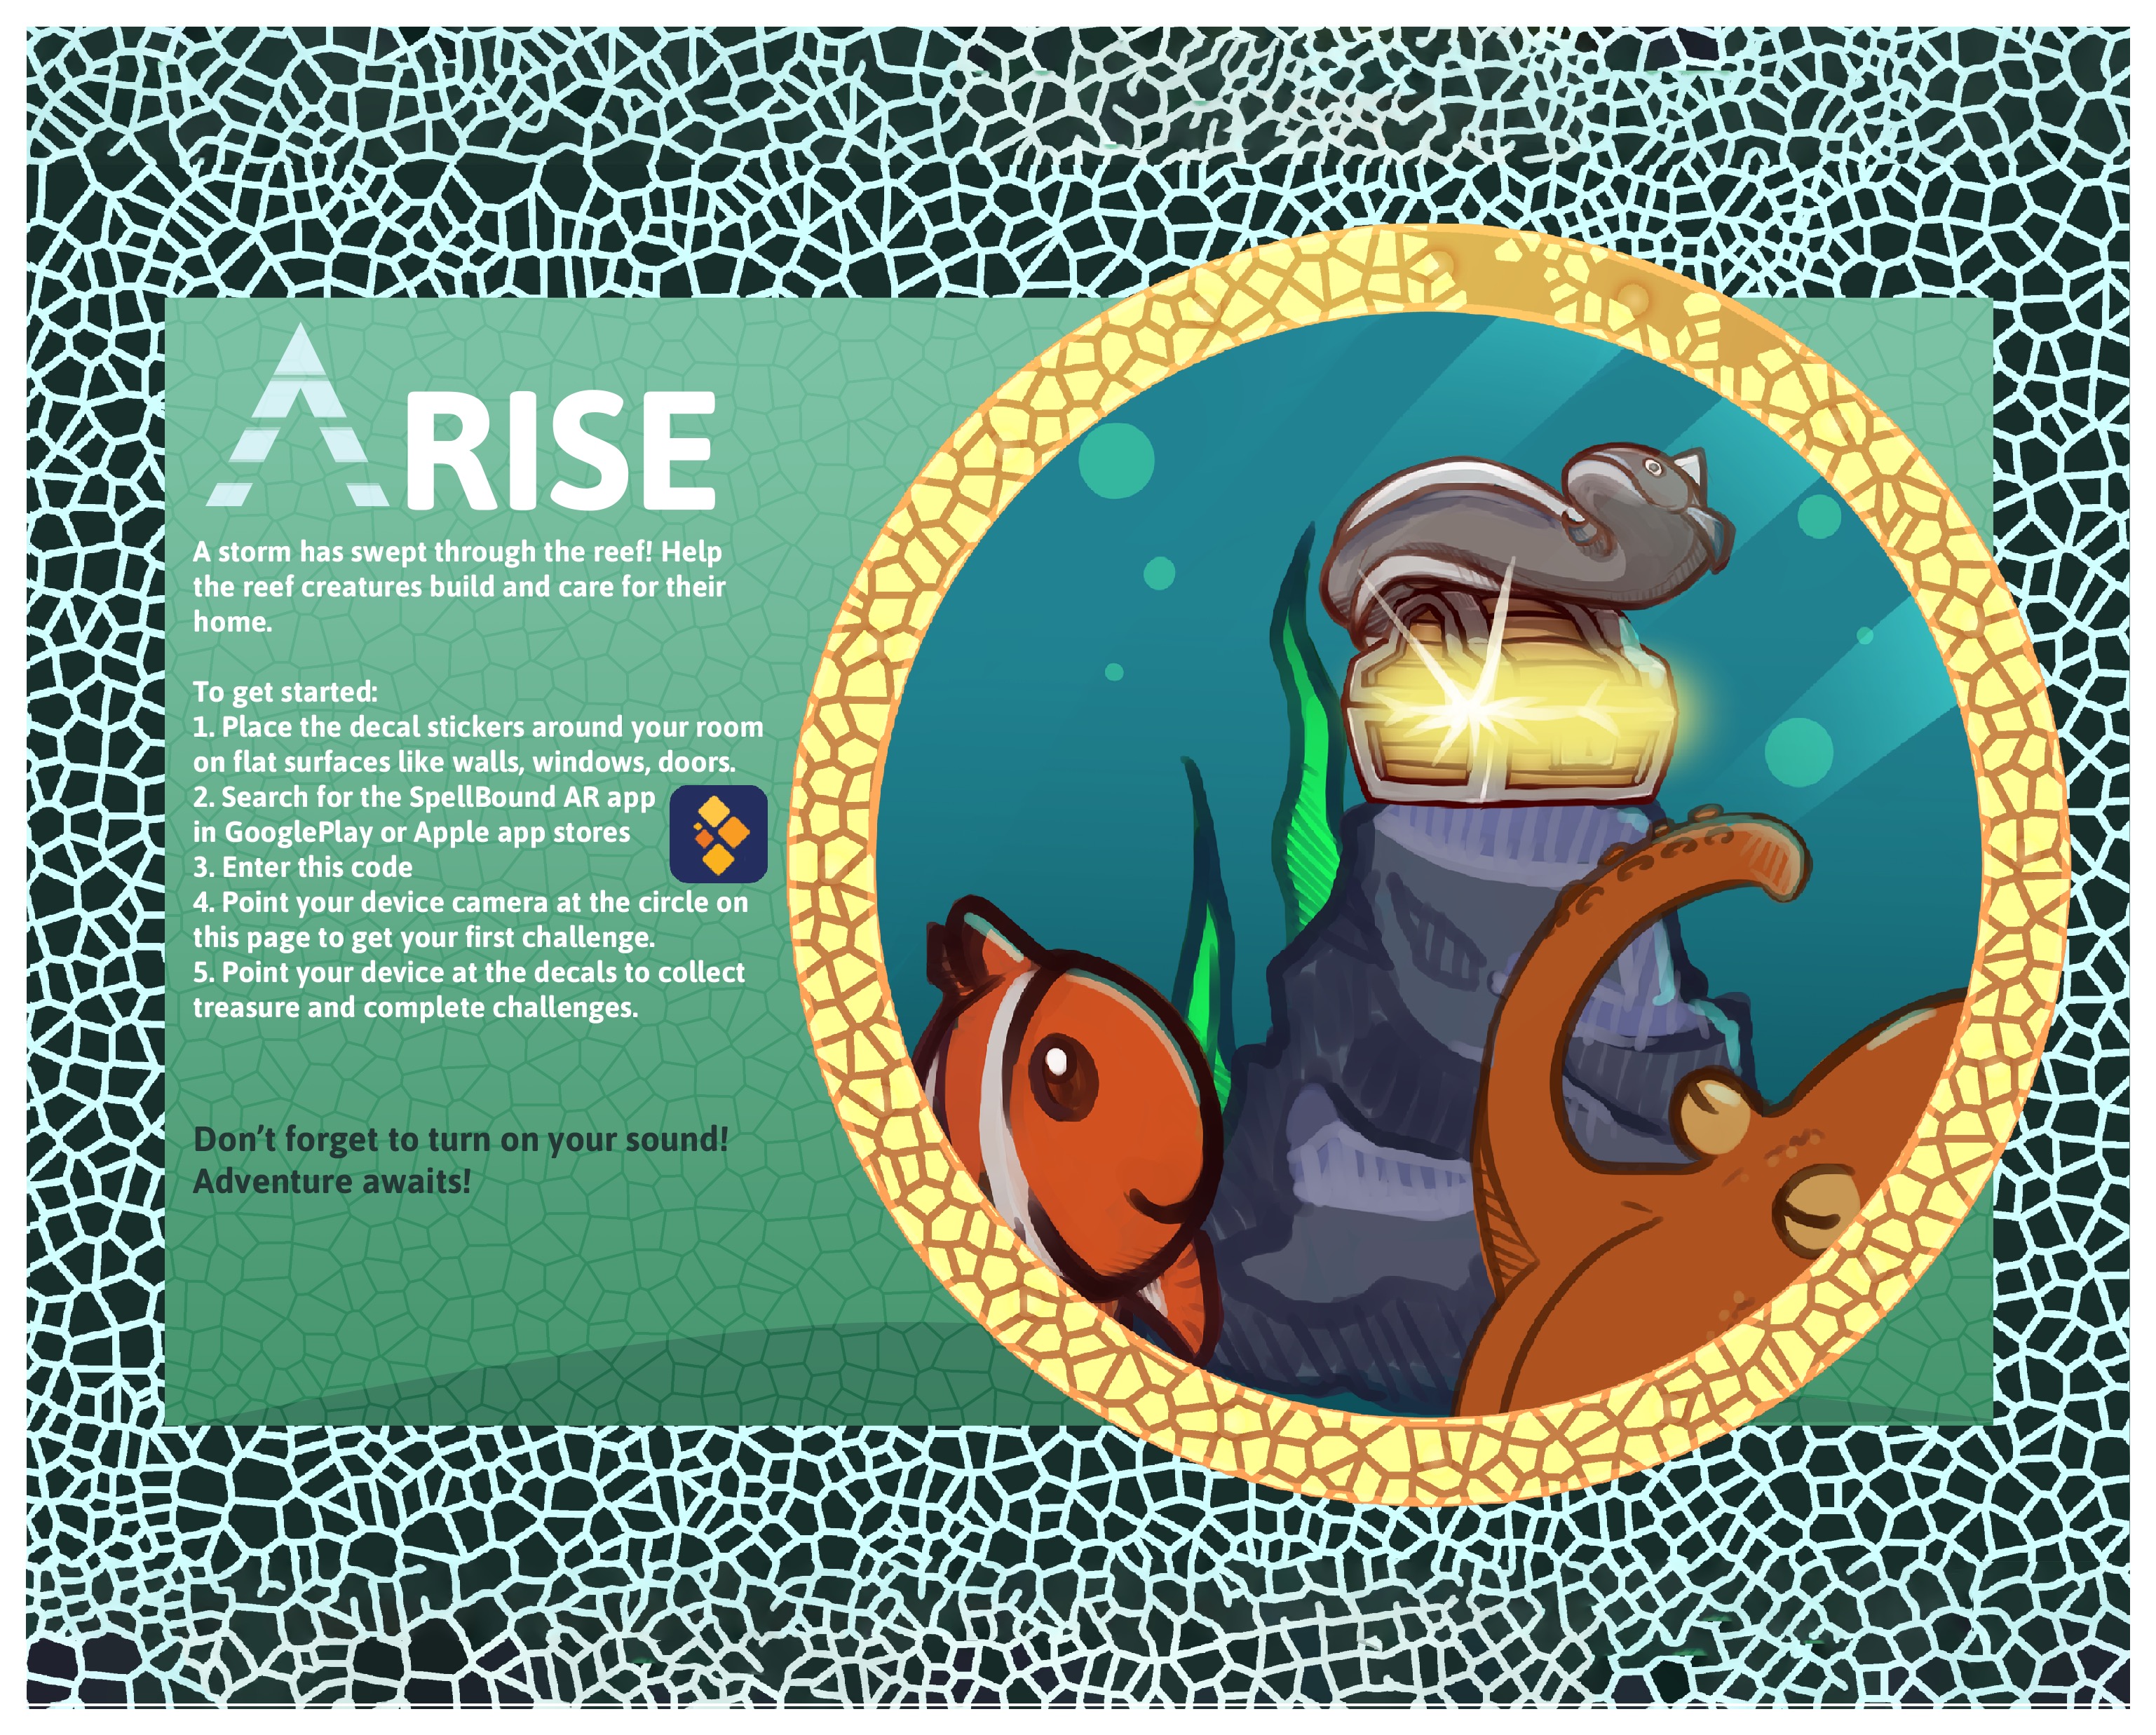 ARISE
A storm has swept through the reef! Help
the reef creatures build and care for their
home.
To get started:
1. Place the decal stickers around your room
on flat surfaces like walls, windows, doors.
2. Search for the SpellBound AR app
in GooglePlay or Apple app stores
3. Enter this code
4. Point your device camera at the circle on
this page to get your first challenge.
5. Point your device at the decals to collect
treasure and complete challenges.
Don’t forget to turn on your sound!
Adventure awaits!